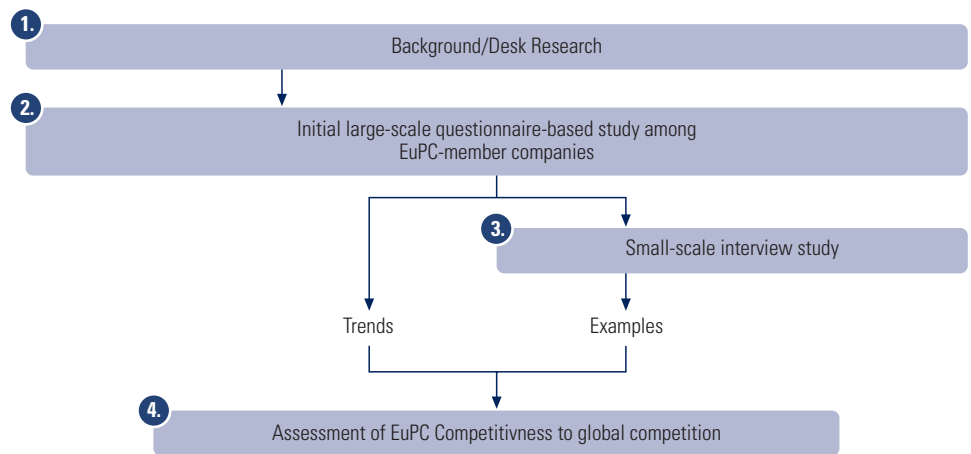 1.
Background/Desk Research
2.
Initial large-scale questionnaire-based study among
EuPC-member companies
3.
Small-scale interview study
Trends
Examples
4.
Assessment of EuPC Competitivness to global competition